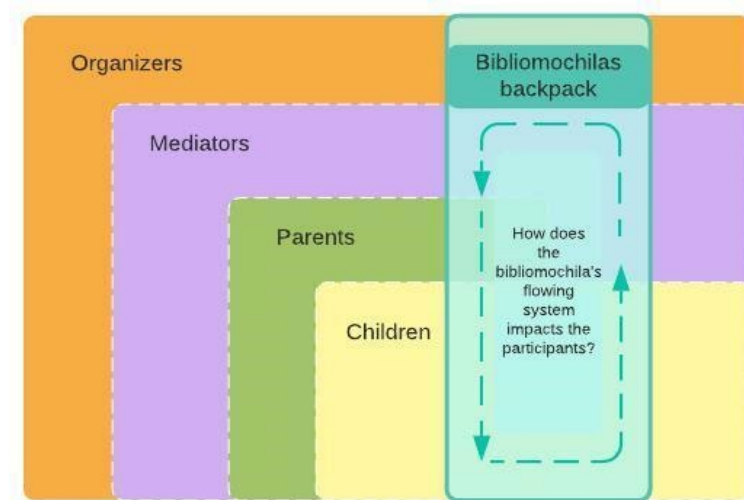 Organizers
Bibliomochilas
backpack
Mediators
Parents
How does
the
bibliomochila's
flowing
system
impacts the
participants?
Children